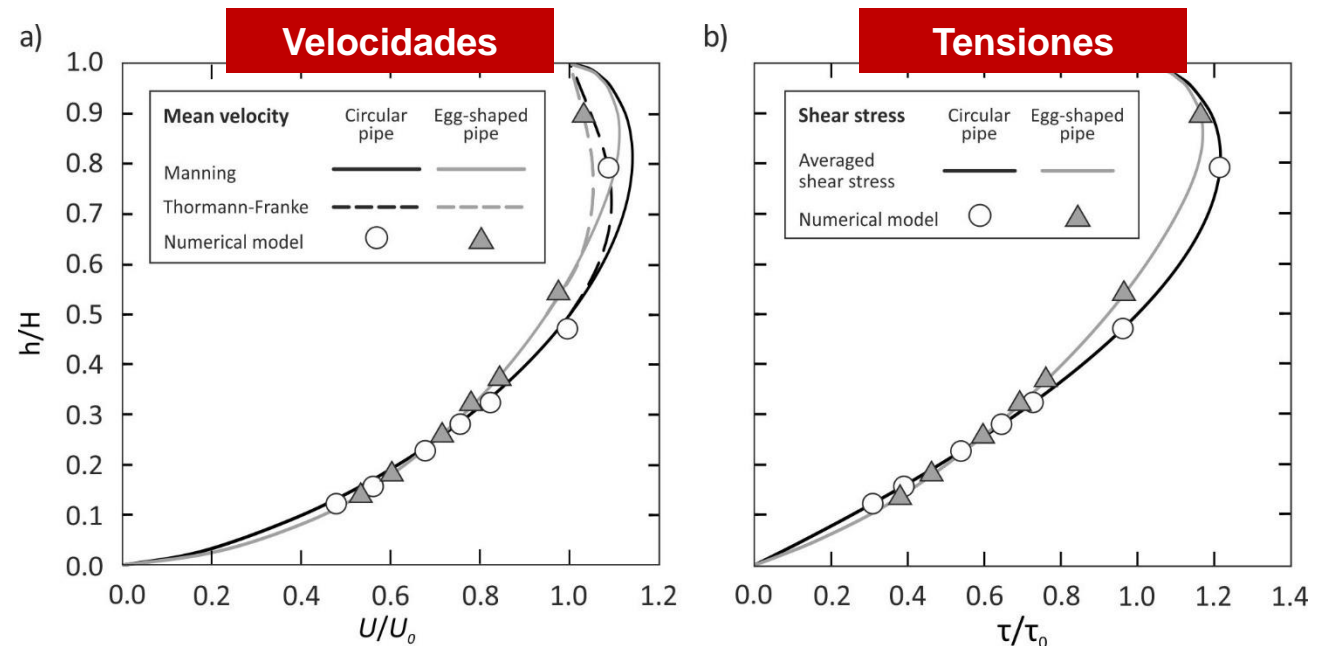 a)
Velocidades
1.0
0.9
0.8
0.7
0.6
0.5
0.4
0.3
0.2
0.1
0.0
h/H
Mean velocity
Circular pipe
Egg-shaped pipe
Manning
Thormann-Franke
Numerical model
0.0 0.2 0.4 0.6 0.8 1.0 1.2
U/U₀
b)
Tensiones
Shear stress
Circular pipe
Egg-shaped pipe
Averaged
shear stress
Numerical model
0.0 0.2 0.4 0.6 0.8 1.0 1.2 1.4
τ/τ₀